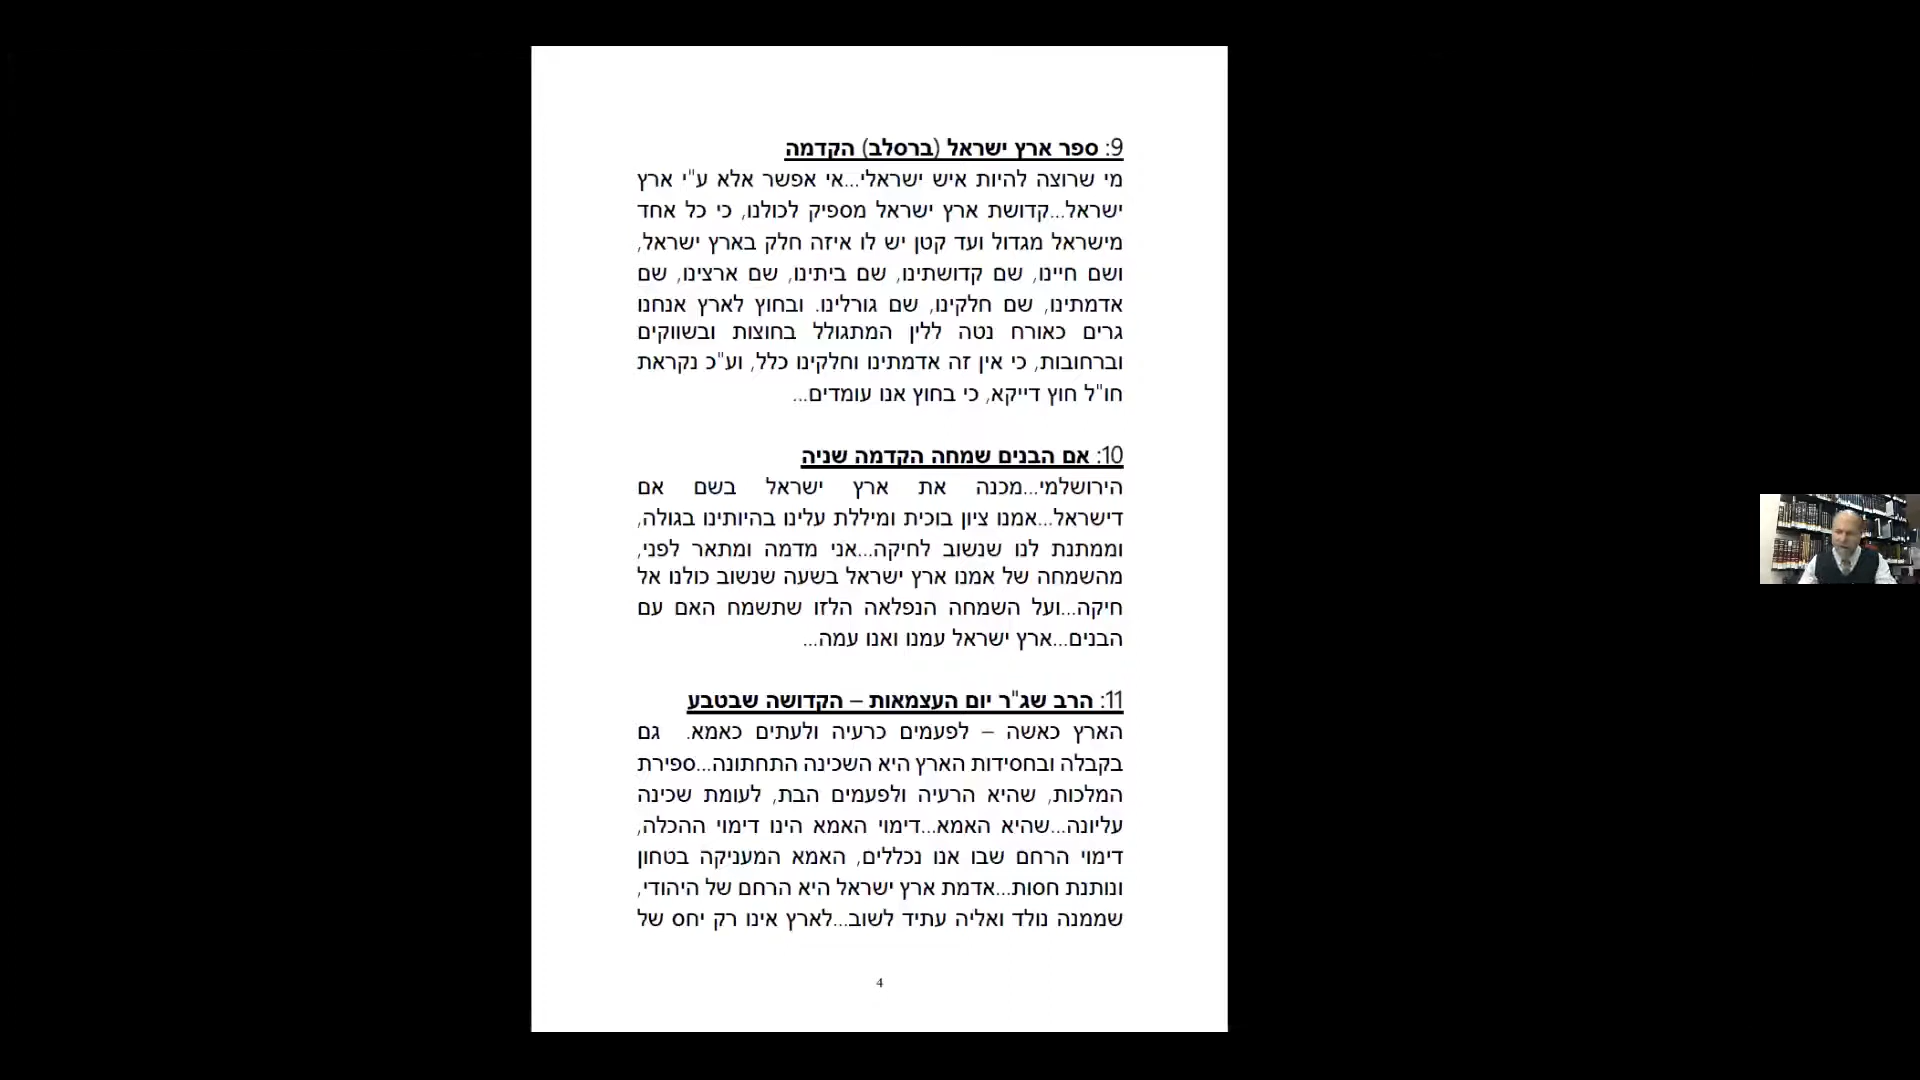 9: ספר ארץ ישראל (ברסלב) הקדמה
מי שרוצה להיות איש ישראלי...אי אפשר אלא ע"י ארץ
ישראל...קדושת ארץ ישראל מספיק לכולנו, כי כל אחד
מישראל מגדול ועד קטן יש לו איזה חלק בארץ ישראל,
ושם חיינו, שם קדושתינו, שם ביתינו, שם ארצינו, שם
אדמתינו, שם חלקינו, שם גורלינו. ובחוץ לארץ אנחנו
גרים כאורח נטה ללין המתגולל בחוצות ובשווקים
וברחובות, כי אין זה אדמתינו וחלקינו כלל, וע"כ נקראת
חו"ל חוץ דייקא, כי בחוץ אנו עומדים...
10: אם הבנים שמחה הקדמה שניה
הירושלמי...מכנה את ארץ ישראל בשם אם
דישראל...אמנו ציון בוכית ומיללת עלינו בהיותינו בגולה,
וממתנת לנו שנשוב לחיקה...אני מדמה ומתאר לפני,
מהשמחה של אמנו ארץ ישראל בשעה שנשוב כולנו אל
חיקה...ועל השמחה הנפלאה הלזו שתשמח האם עם
הבנים...ארץ ישראל עמנו ואנו עמה...
11: הרב שג"ר יום העצמאות – הקדושה שבטבע
הארץ כאשה – לפעמים כרעיה ולעתים כאמא. גם
בקבלה ובחסידות הארץ היא השכינה התחתונה...ספירת
המלכות, שהיא הרעיה ולפעמים הבת, לעומת שכינה
עליונה...שהיא האמא...דימוי האמא הינו דימוי ההכלה,
דימוי הרחם שבו אנו נכללים, האמא המעניקה בטחון
ונותנת חסות...אדמת ארץ ישראל היא הרחם של היהודי,
שממנה נולד ואליה עתיד לשוב...לארץ אינו רק יחס של
4